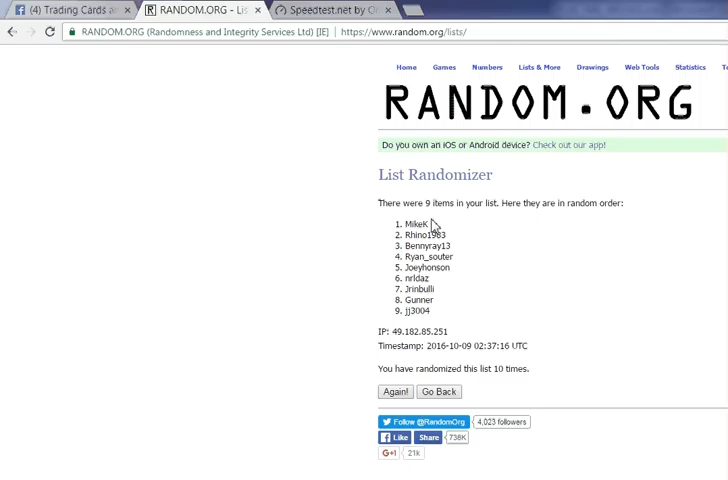 (4) Trading Cards an
RANDOM.ORG - Lis
Speedtest.net by O
RANDOM.ORG (Randomness and Integrity Services Ltd) [IE] https://www.random.org/lists/
Home Games Numbers Lists & More Drawings Web Tools Statistics
RANDOM.ORG
Do you own an iOS or Android device? Check out our app!
List Randomizer
There were 9 items in your list. Here they are in random order:
1. MikeK
2. Rhino1983
3. Bennyray13
4. Ryan_souter
5. Joeyhonson
6. nrldaz
7. Jrinbulli
8. Gunner
9. jj3004
IP: 49.182.85.251
Timestamp: 2016-10-09 02:37:16 UTC
You have randomized this list 10 times.
Again! Go Back
Follow @RandomOrg 4,023 followers
Like Share 738K
G+1 21k